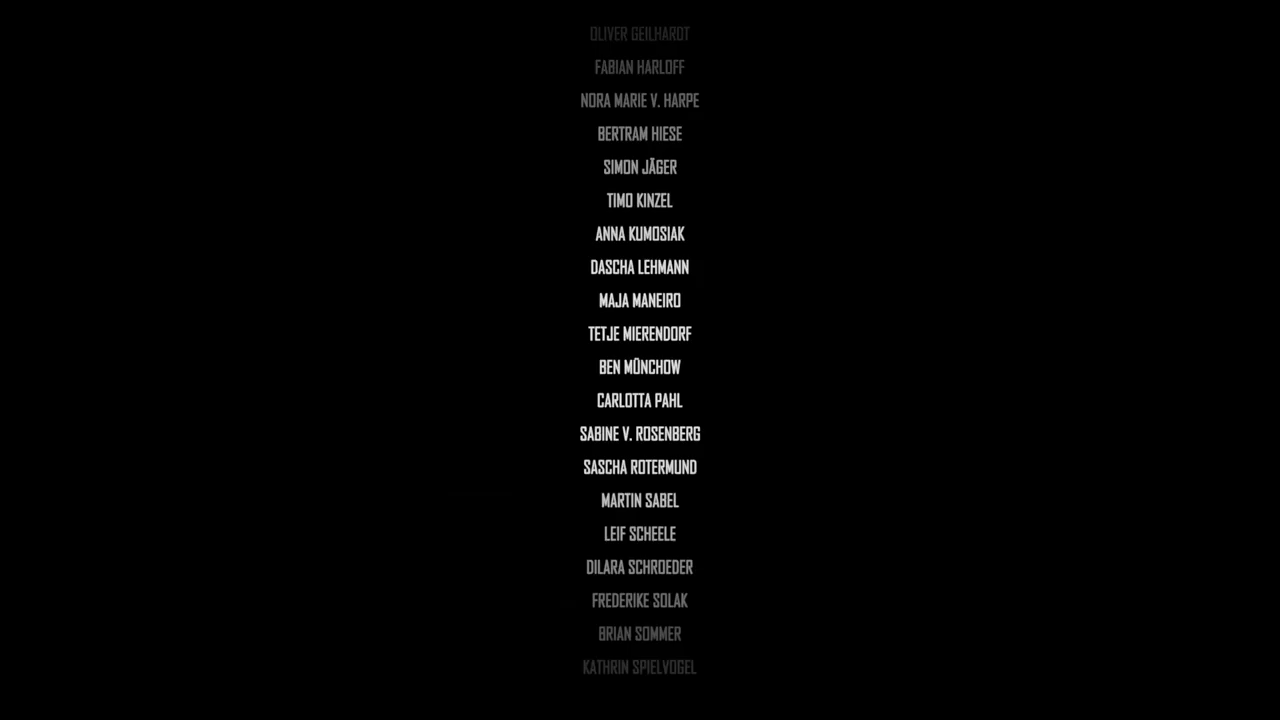 OLIVER GEILHARDT
FABIAN HARLOFF
NORA MARIE V. HARPE
BERTRAM HIESE
SIMON JÄGER
TIMO KINZEL
ANNA KUMOSIAK
DASCHA LEHMANN
MAJA MANEIRO
TETJE MIERENDORF
BEN MÜNCHOW
CARLOTTA PAHL
SABINE V. ROSENBERG
SASCHA ROTERMUND
MARTIN SABEL
LEIF SCHEELE
DILARA SCHROEDER
FREDERIKE SOLAK
BRIAN SOMMER
KATHRIN SPIELVOGEL